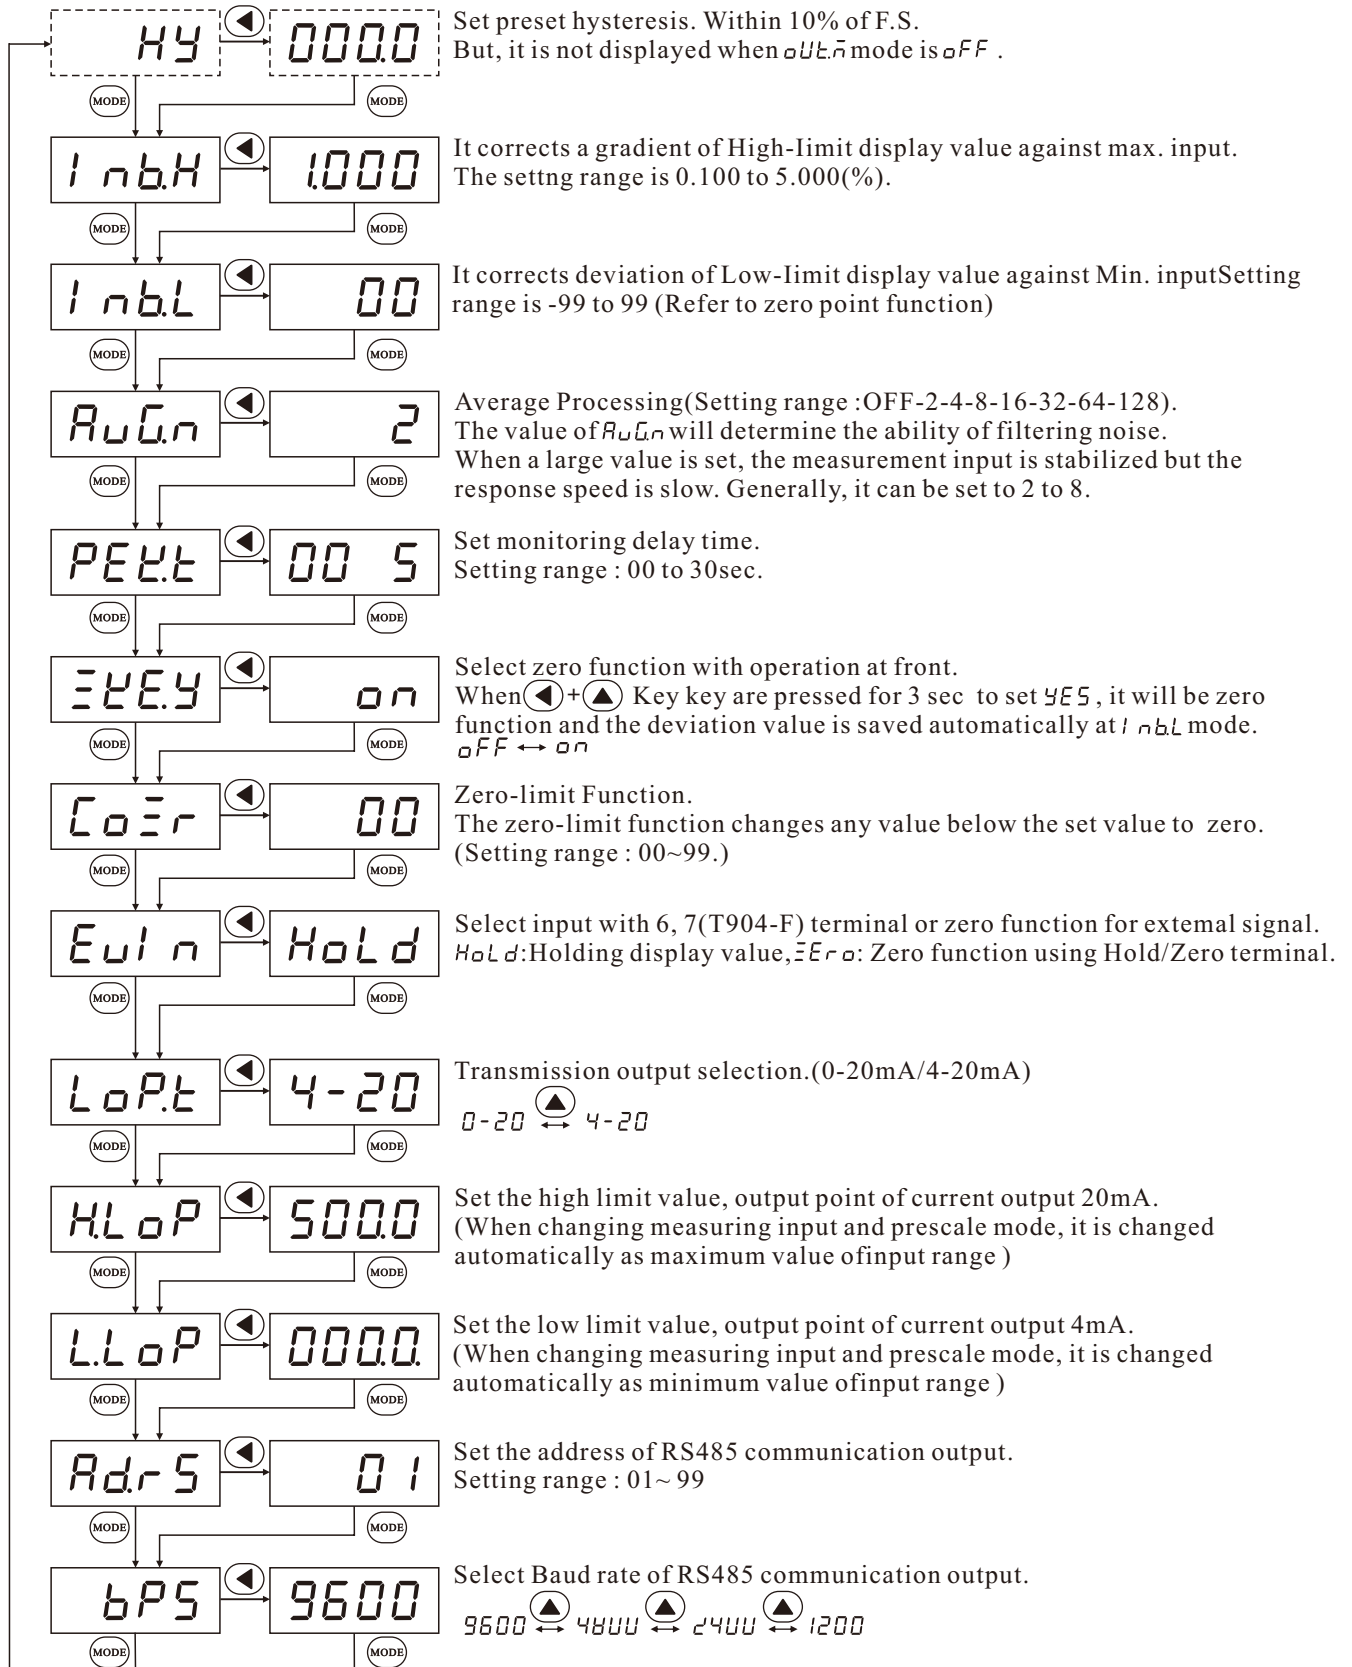 HY 000.0 Set preset hysteresis. Within 10% of F.S.
But, it is not displayed when oUt.m mode is oFF .
MODE MODE
Inb.H 1.000 It corrects a gradient of High-Iimit display value against max. input.
The settng range is 0.100 to 5.000(%).
MODE MODE
Inb.L 00 It corrects deviation of Low-Iimit display value against Min. inputSetting
range is -99 to 99 (Refer to zero point function)
MODE MODE
AuG.n 2 Average Processing(Setting range :OFF-2-4-8-16-32-64-128).
The value of AuG.n will determine the ability of filtering noise.
When a large value is set, the measurement input is stabilized but the
response speed is slow. Generally, it can be set to 2 to 8.
MODE MODE
PEK.t 00 S Set monitoring delay time.
Setting range : 00 to 30sec.
MODE MODE
ZKE.Y on Select zero function with operation at front.
When ◀+▲ Key key are pressed for 3 sec to set YES , it will be zero
function and the deviation value is saved automatically at Inb.L mode.
oFF ↔ on
MODE MODE
CoZr 00 Zero-limit Function.
The zero-limit function changes any value below the set value to zero.
(Setting range : 00~99.)
MODE MODE
EvIn HoLd Select input with 6, 7(T904-F) terminal or zero function for extemal signal.
HoLd:Holding display value,ZEro: Zero function using Hold/Zero terminal.
MODE MODE
LoP.t 4-20 Transmission output selection.(0-20mA/4-20mA)
0-20 ↔ 4-20
MODE MODE
H.LoP 500.0 Set the high limit value, output point of current output 20mA.
(When changing measuring input and prescale mode, it is changed
automatically as maximum value ofinput range )
MODE MODE
L.LoP 000.0. Set the low limit value, output point of current output 4mA.
(When changing measuring input and prescale mode, it is changed
automatically as minimum value ofinput range )
MODE MODE
Ad.rS 01 Set the address of RS485 communication output.
Setting range : 01~ 99
MODE MODE
bPS 9600 Select Baud rate of RS485 communication output.
9600 ↔ 4800 ↔ 2400 ↔ 1200
MODE MODE